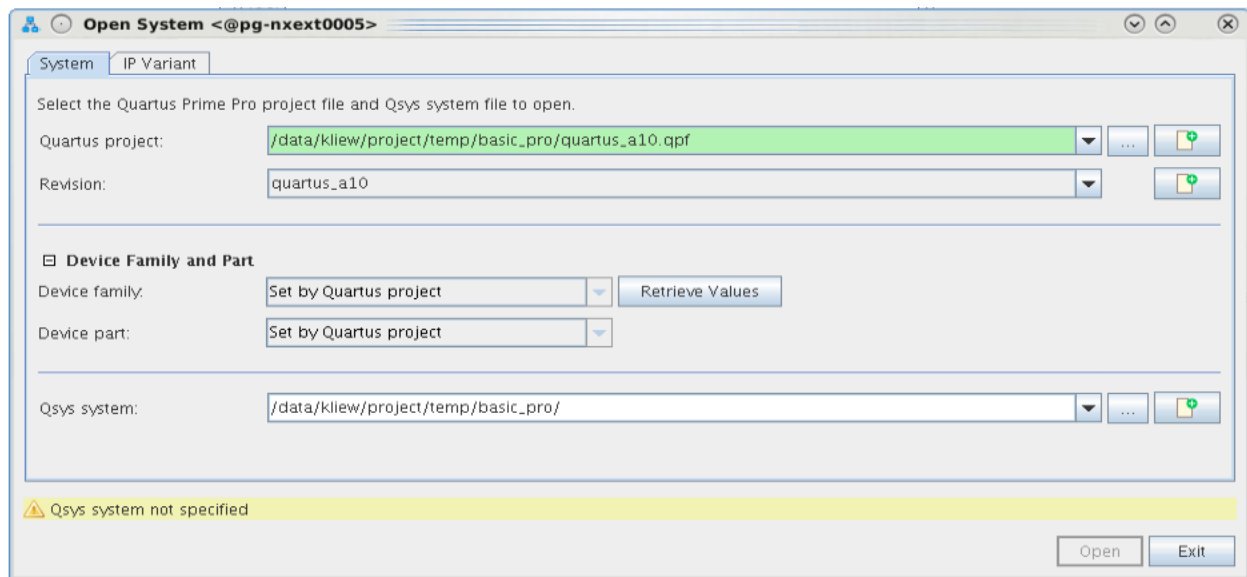 Open System <@pg-nxext0005>
System IP Variant
Select the Quartus Prime Pro project file and Qsys system file to open.
Quartus project: /data/kliew/project/temp/basic_pro/quartus_a10.qpf ...
Revision: quartus_a10
Device Family and Part
Device family: Set by Quartus project Retrieve Values
Device part: Set by Quartus project
Qsys system: /data/kliew/project/temp/basic_pro/ ...
Qsys system not specified
Open Exit